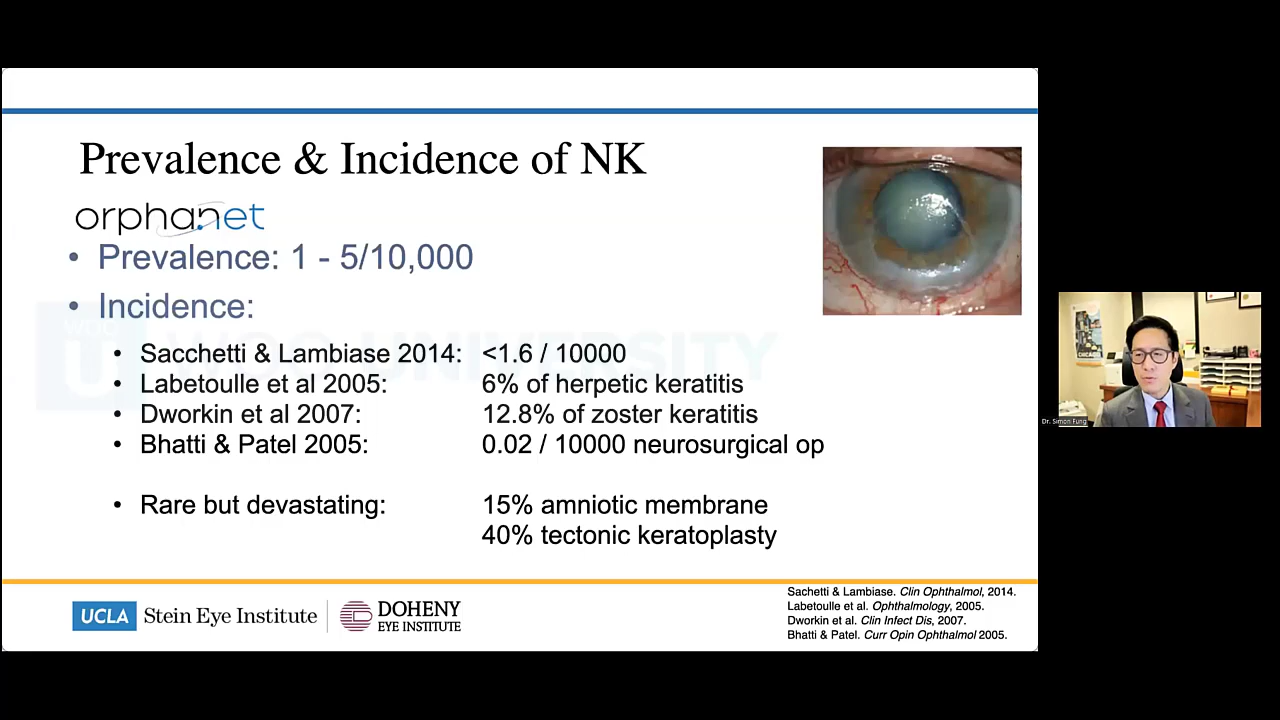 Prevalence & Incidence of NK
orphanet
• Prevalence: 1 - 5/10,000
• Incidence:
WOC UNIVERSITY
• Sacchetti & Lambiase 2014: <1.6 / 10000
• Labetoulle et al 2005: 6% of herpetic keratitis
• Dworkin et al 2007: 12.8% of zoster keratitis
• Bhatti & Patel 2005: 0.02 / 10000 neurosurgical op
• Rare but devastating: 15% amniotic membrane
40% tectonic keratoplasty
UCLA Stein Eye Institute
DOHENY
EYE INSTITUTE
Sachetti & Lambiase. Clin Ophthalmol, 2014.
Labetoulle et al. Ophthalmology, 2005.
Dworkin et al. Clin Infect Dis, 2007.
Bhatti & Patel. Curr Opin Ophthalmol 2005.
Dr. Simon Fung